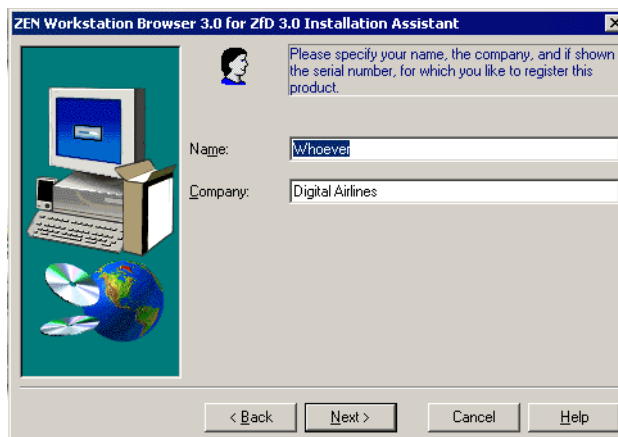 ZEN Workstation Browser 3.0 for ZfD 3.0 Installation Assistant
Please specify your name, the company, and if shown
the serial number, for which you like to register this
product.
Name: Whoever
Company: Digital Airlines
< Back Next > Cancel Help